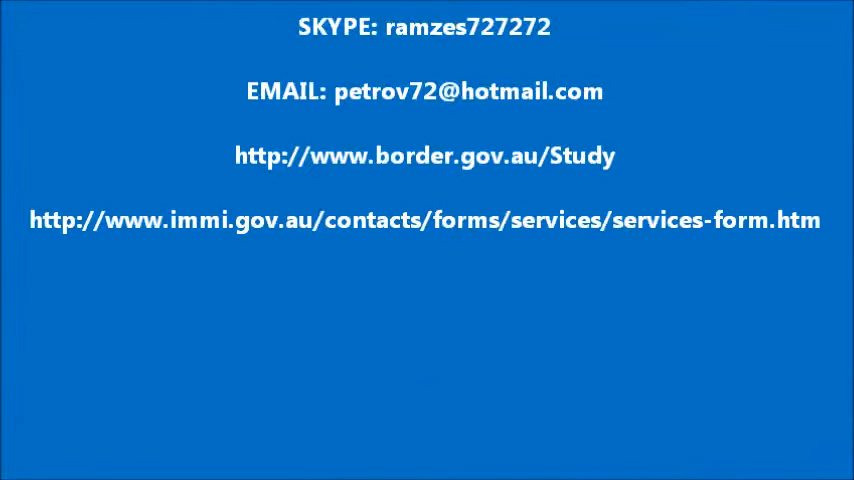 SKYPE: ramzes727272
EMAIL: petrov72@hotmail.com
http://www.border.gov.au/Study
http://www.immi.gov.au/contacts/forms/services/services-form.htm